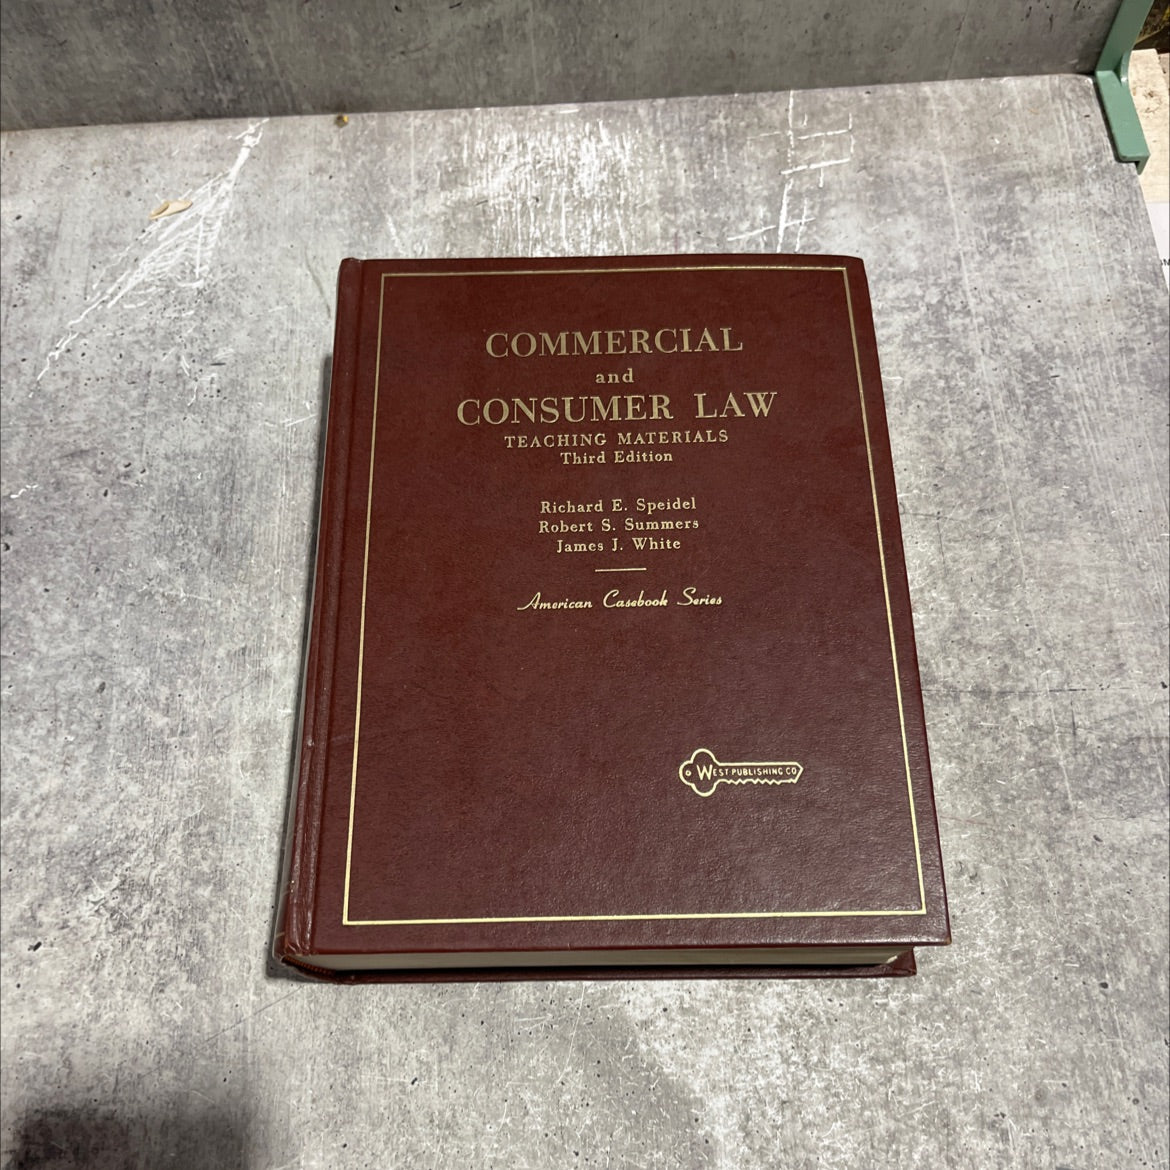 COMMERCIAL
and
CONSUMER LAW
TEACHING MATERIALS
Third Edition
Richard E. Speidel
Robert S. Summers
James J. White
American Casebook Series
WEST PUBLISHING CO